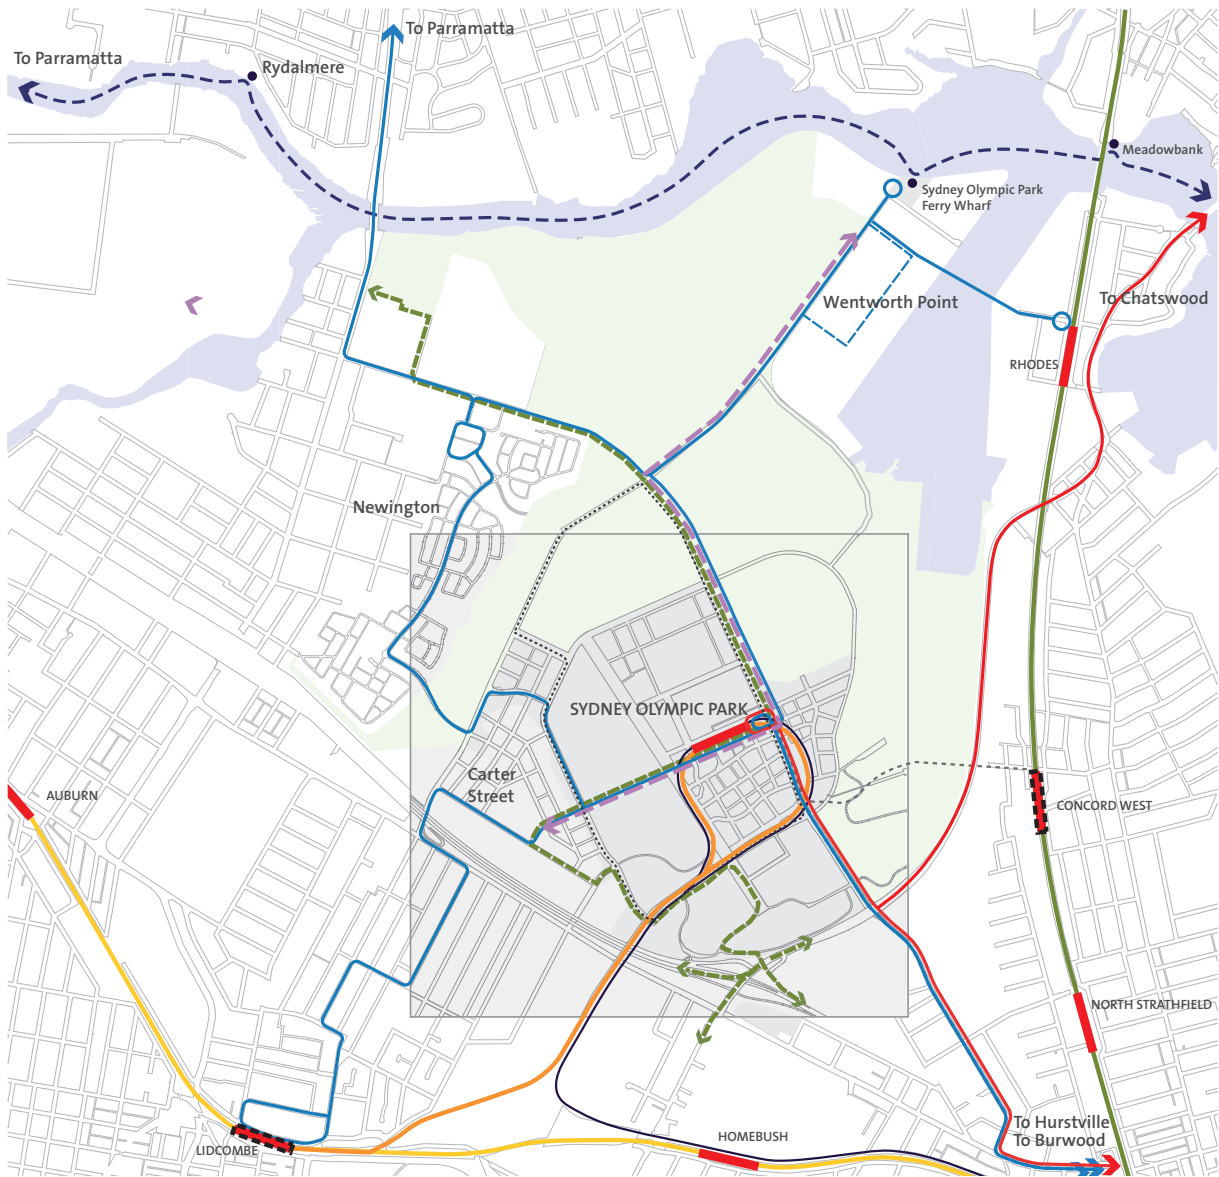 To Parramatta
To Parramatta
Rydalmere
Meadowbank
Sydney Olympic Park
Ferry Wharf
Wentworth Point
To Chatswood
RHODES
Newington
SYDNEY OLYMPIC PARK
Carter
Street
AUBURN
CONCORD WEST
NORTH STRATHFIELD
To Hurstville
To Burwood
HOMEBUSH
LIDCOMBE